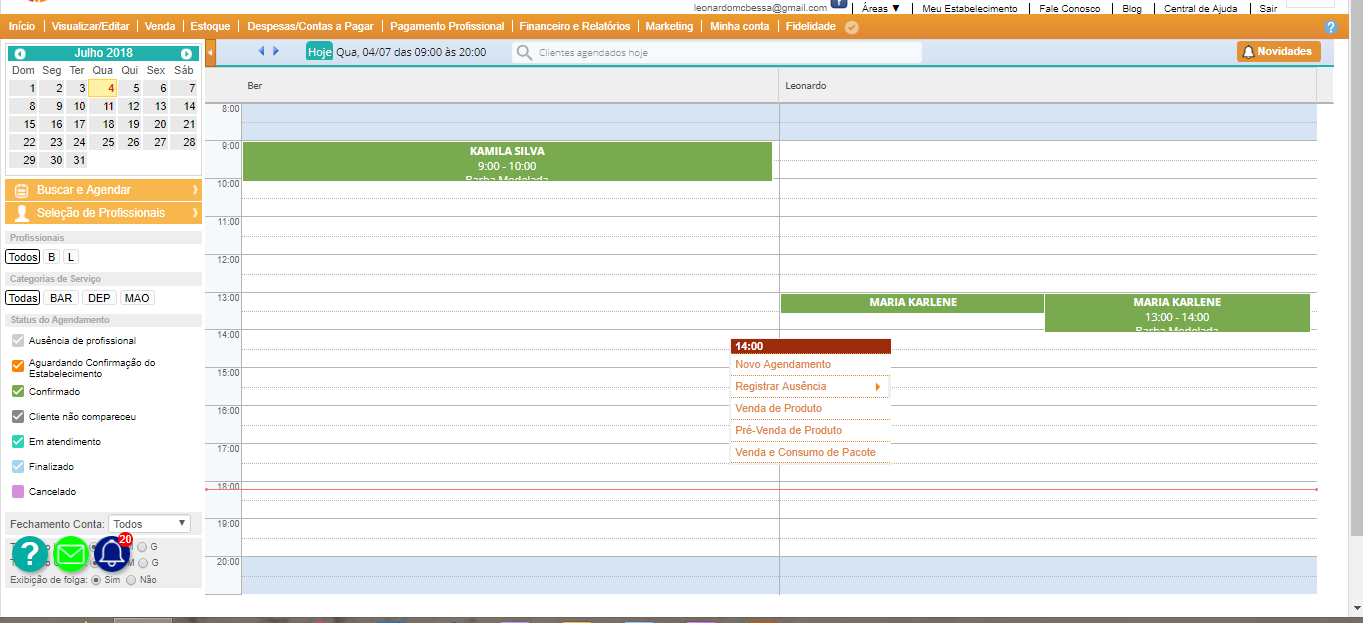 leonardomcbessa@gmail.com Áreas ▼ Meu Estabelecimento Fale Conosco Blog Central de Ajuda Sair
Início Visualizar/Editar Venda Estoque Despesas/Contas a Pagar Pagamento Profissional Financeiro e Relatórios Marketing Minha conta Fidelidade ?
Julho 2018
Dom Seg Ter Qua Qui Sex Sáb
1 2 3 4 5 6 7
8 9 10 11 12 13 14
15 16 17 18 19 20 21
22 23 24 25 26 27 28
29 30 31
Buscar e Agendar
Seleção de Profissionais
Profissionais
Todos B L
Categorias de Serviço
Todas BAR DEP MAO
Status do Agendamento
Ausência de profissional
Aguardando Confirmação do
Estabelecimento
Confirmado
Cliente não compareceu
Em atendimento
Finalizado
Cancelado
Fechamento Conta: Todos
G
M G
? 20
Exibição de folga: Sim Não
Hoje Qua, 04/07 das 09:00 às 20:00 Clientes agendados hoje Novidades
Ber Leonardo
8:00
9:00
KAMILA SILVA
9:00 - 10:00
Barba Modelada
10:00
11:00
12:00
13:00
MARIA KARLENE
MARIA KARLENE
13:00 - 14:00
Barba Modelada
14:00
14:00
Novo Agendamento
Registrar Ausência
Venda de Produto
Pré-Venda de Produto
Venda e Consumo de Pacote
15:00
16:00
17:00
18:00
19:00
20:00